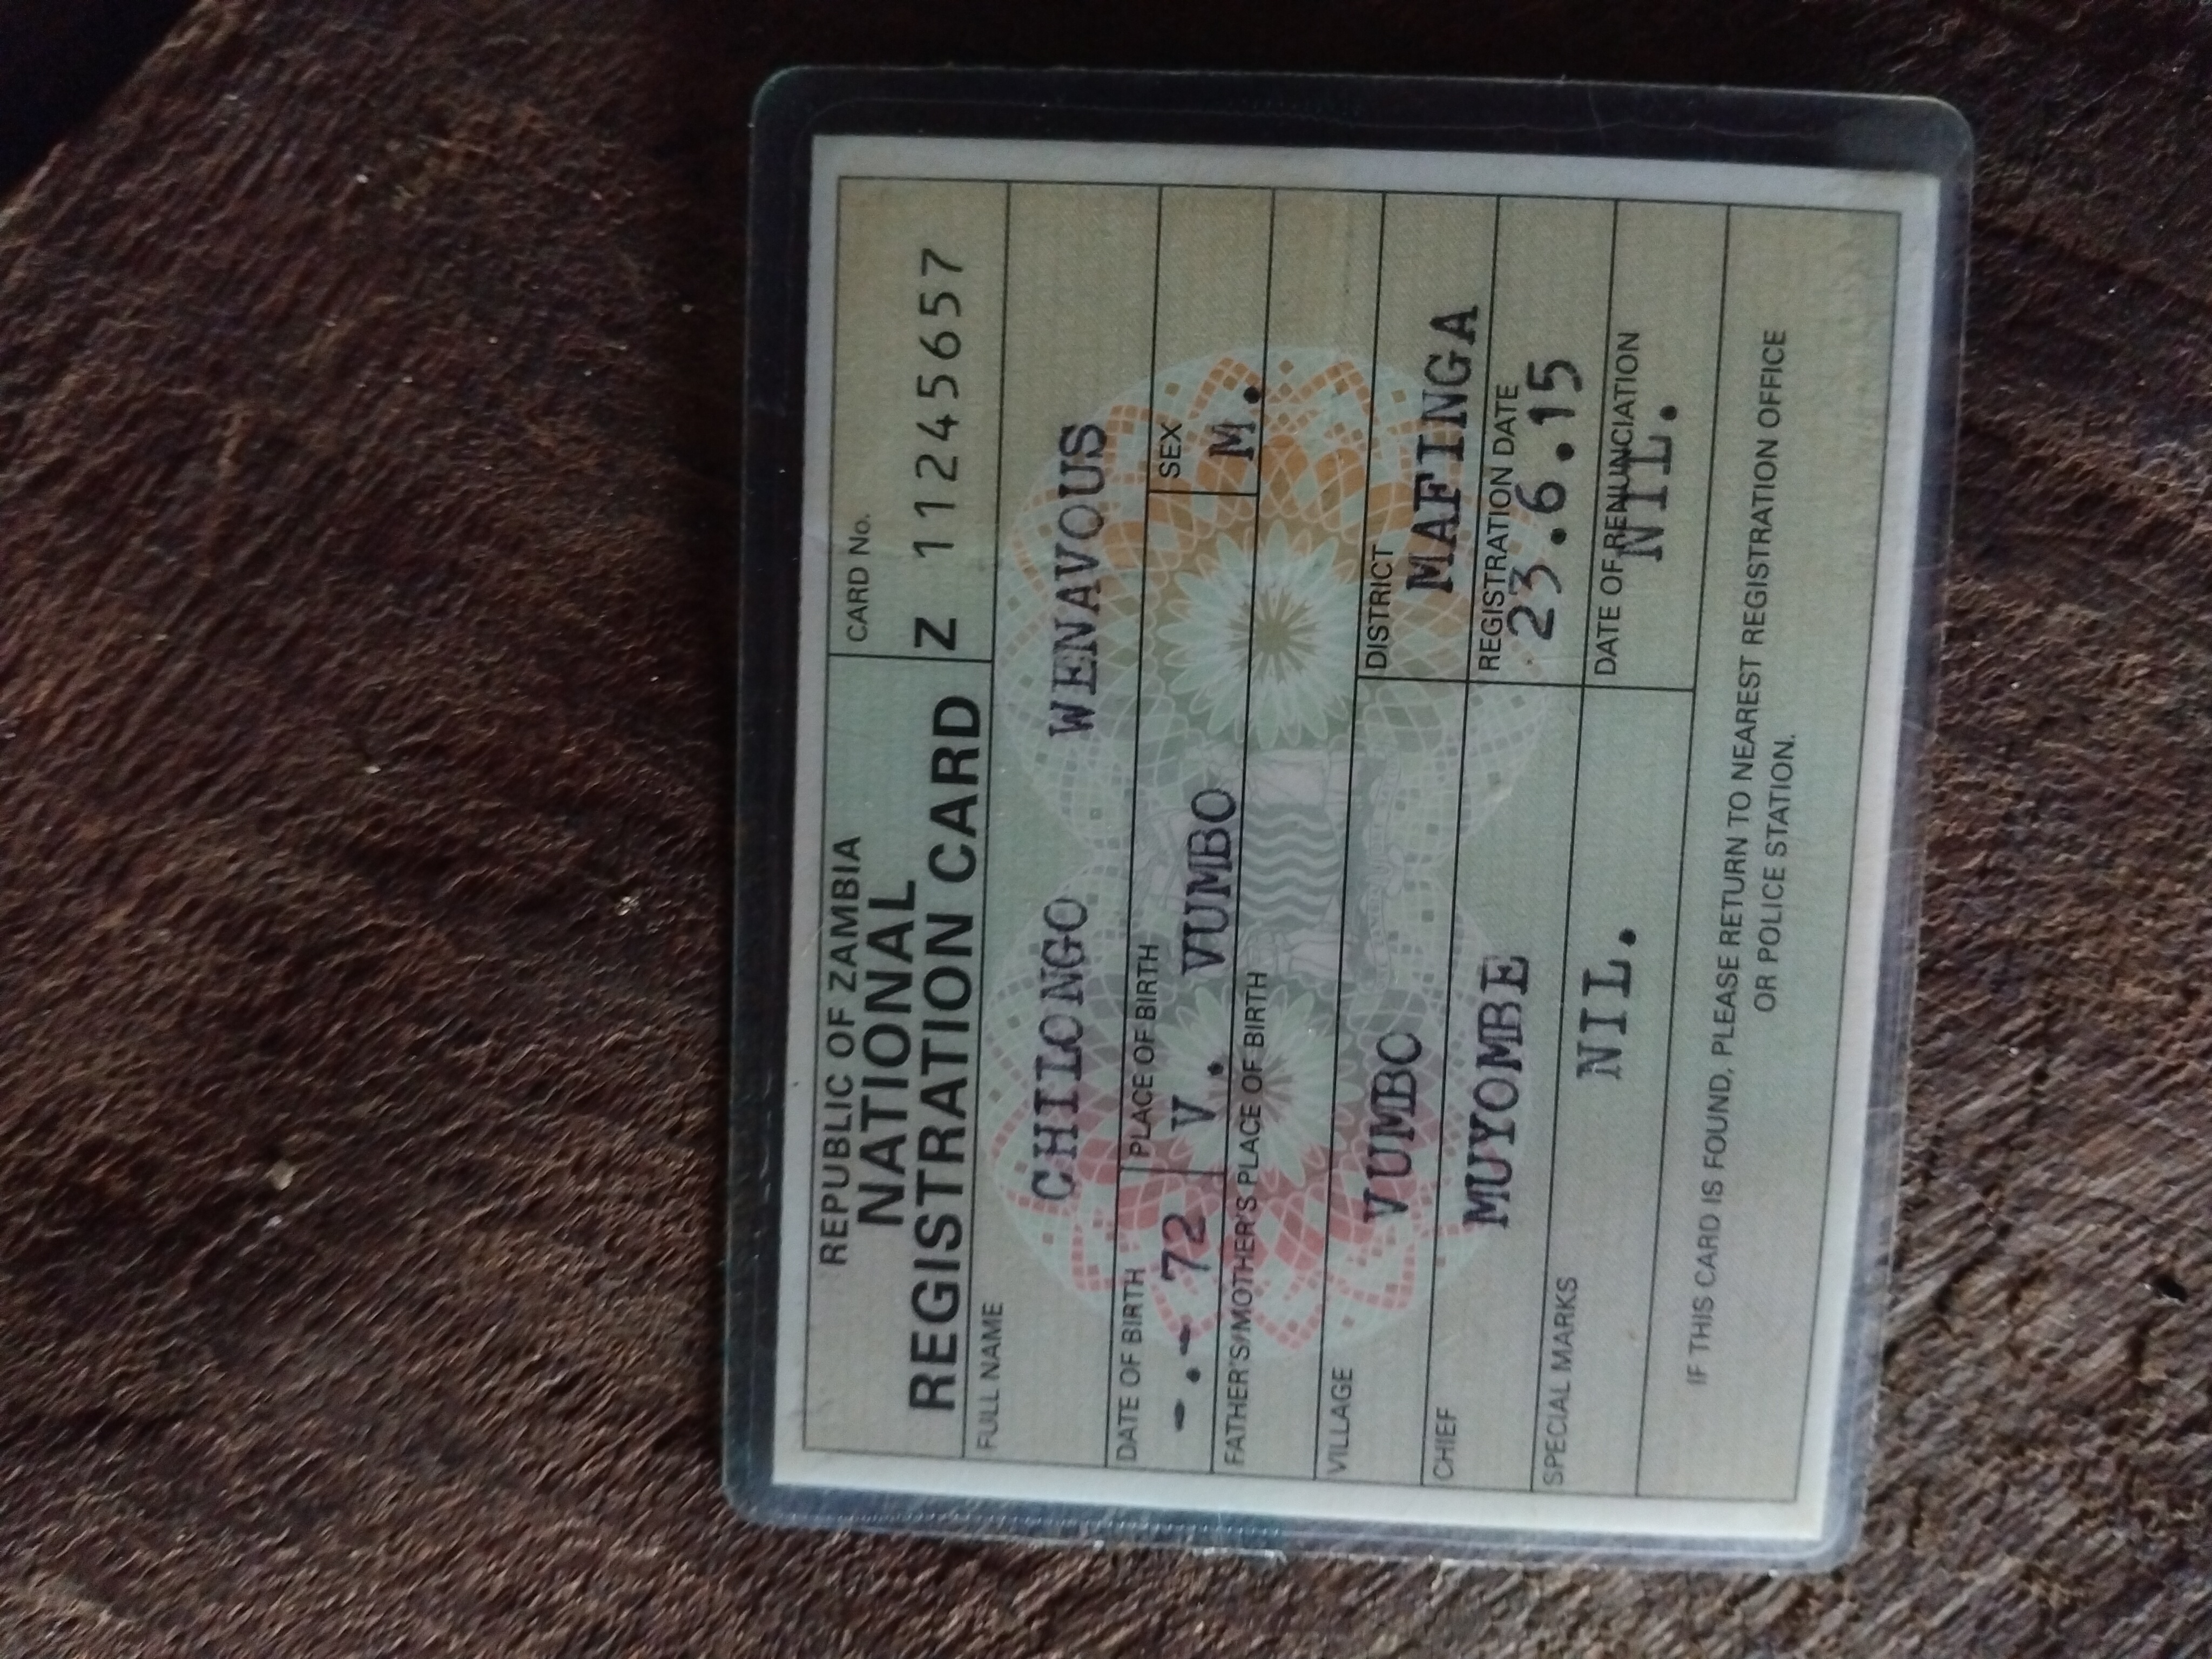 REPUBLIC OF ZAMBIA
NATIONAL
REGISTRATION CARD
CARD No.
Z 11245657
FULL NAME
CHILONGO WENAVOUS
DATE OF BIRTH PLACE OF BIRTH SEX
-.- 72 V. VUMBO M.
FATHER'S/MOTHER'S PLACE OF BIRTH
VILLAGE DISTRICT
VUMBO MAFINGA
CHIEF REGISTRATION DATE
MUYOMBE 23.6.15
SPECIAL MARKS DATE OF RENUNCIATION
NIL. NIL.
IF THIS CARD IS FOUND, PLEASE RETURN TO NEAREST REGISTRATION OFFICE
OR POLICE STATION.